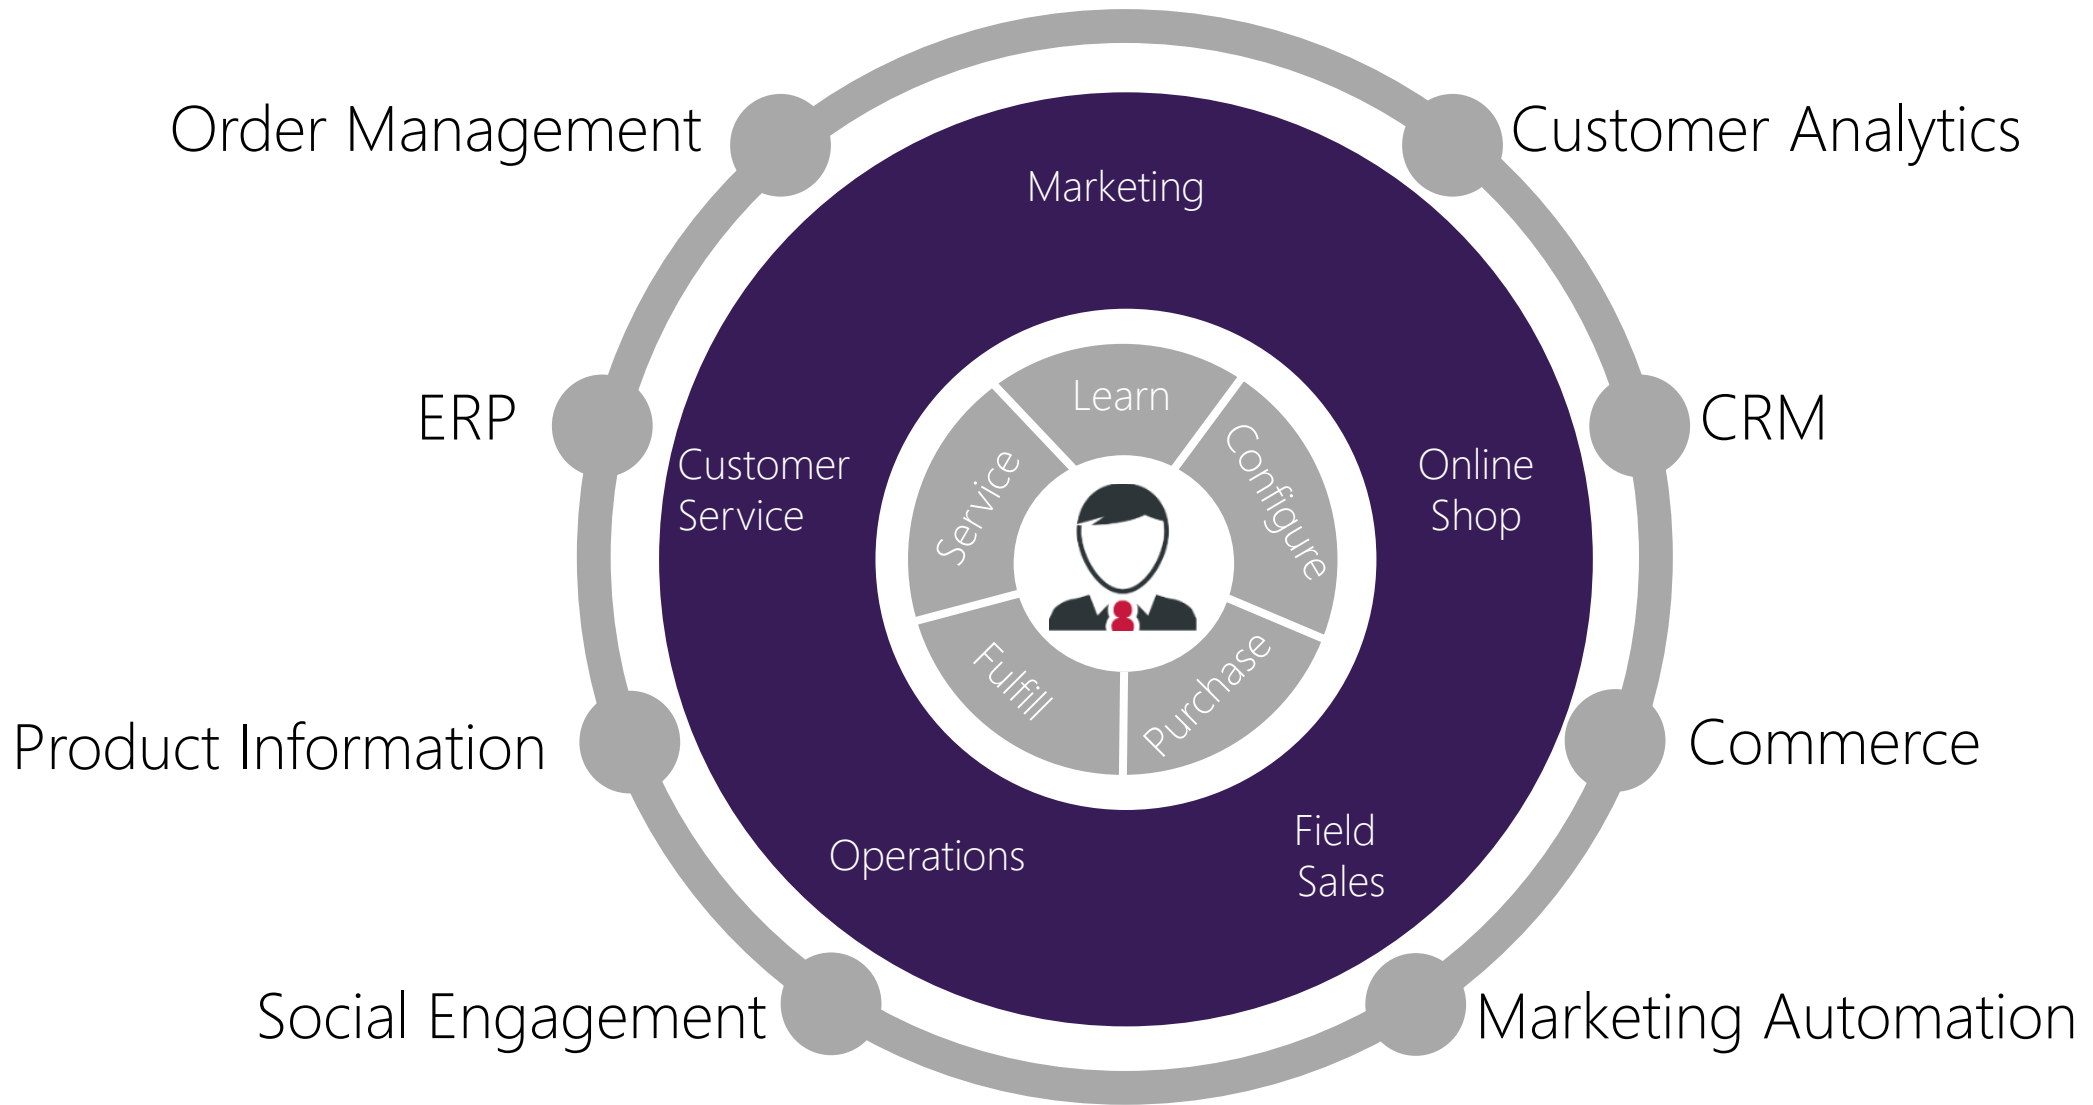 Order Management
Customer Analytics
Marketing
Learn
ERP
CRM
Customer
Service
Service
Configure
Online
Shop
Fulfill
Purchase
Product Information
Commerce
Operations
Field
Sales
Social Engagement
Marketing Automation